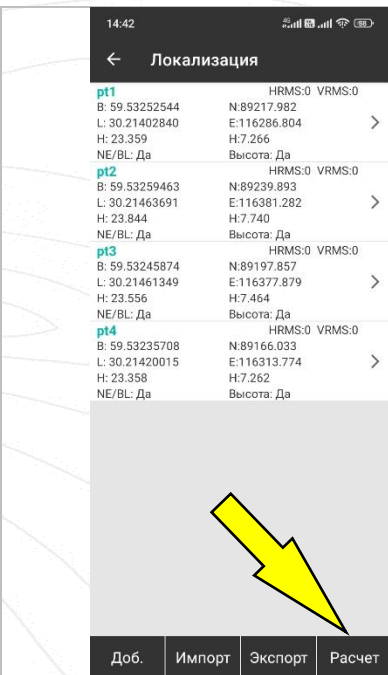 14:42 4G 58
Локализация
pt1 HRMS:0 VRMS:0
B: 59.53252544 N:89217.982
L: 30.21402840 E:116286.804
H: 23.359 H:7.266
NE/BL: Да Высота: Да
pt2 HRMS:0 VRMS:0
B: 59.53259463 N:89239.893
L: 30.21463691 E:116381.282
H: 23.844 H:7.740
NE/BL: Да Высота: Да
pt3 HRMS:0 VRMS:0
B: 59.53245874 N:89197.857
L: 30.21461349 E:116377.879
H: 23.556 H:7.464
NE/BL: Да Высота: Да
pt4 HRMS:0 VRMS:0
B: 59.53235708 N:89166.033
L: 30.21420015 E:116313.774
H: 23.358 H:7.262
NE/BL: Да Высота: Да
Доб. Импорт Экспорт Расчет